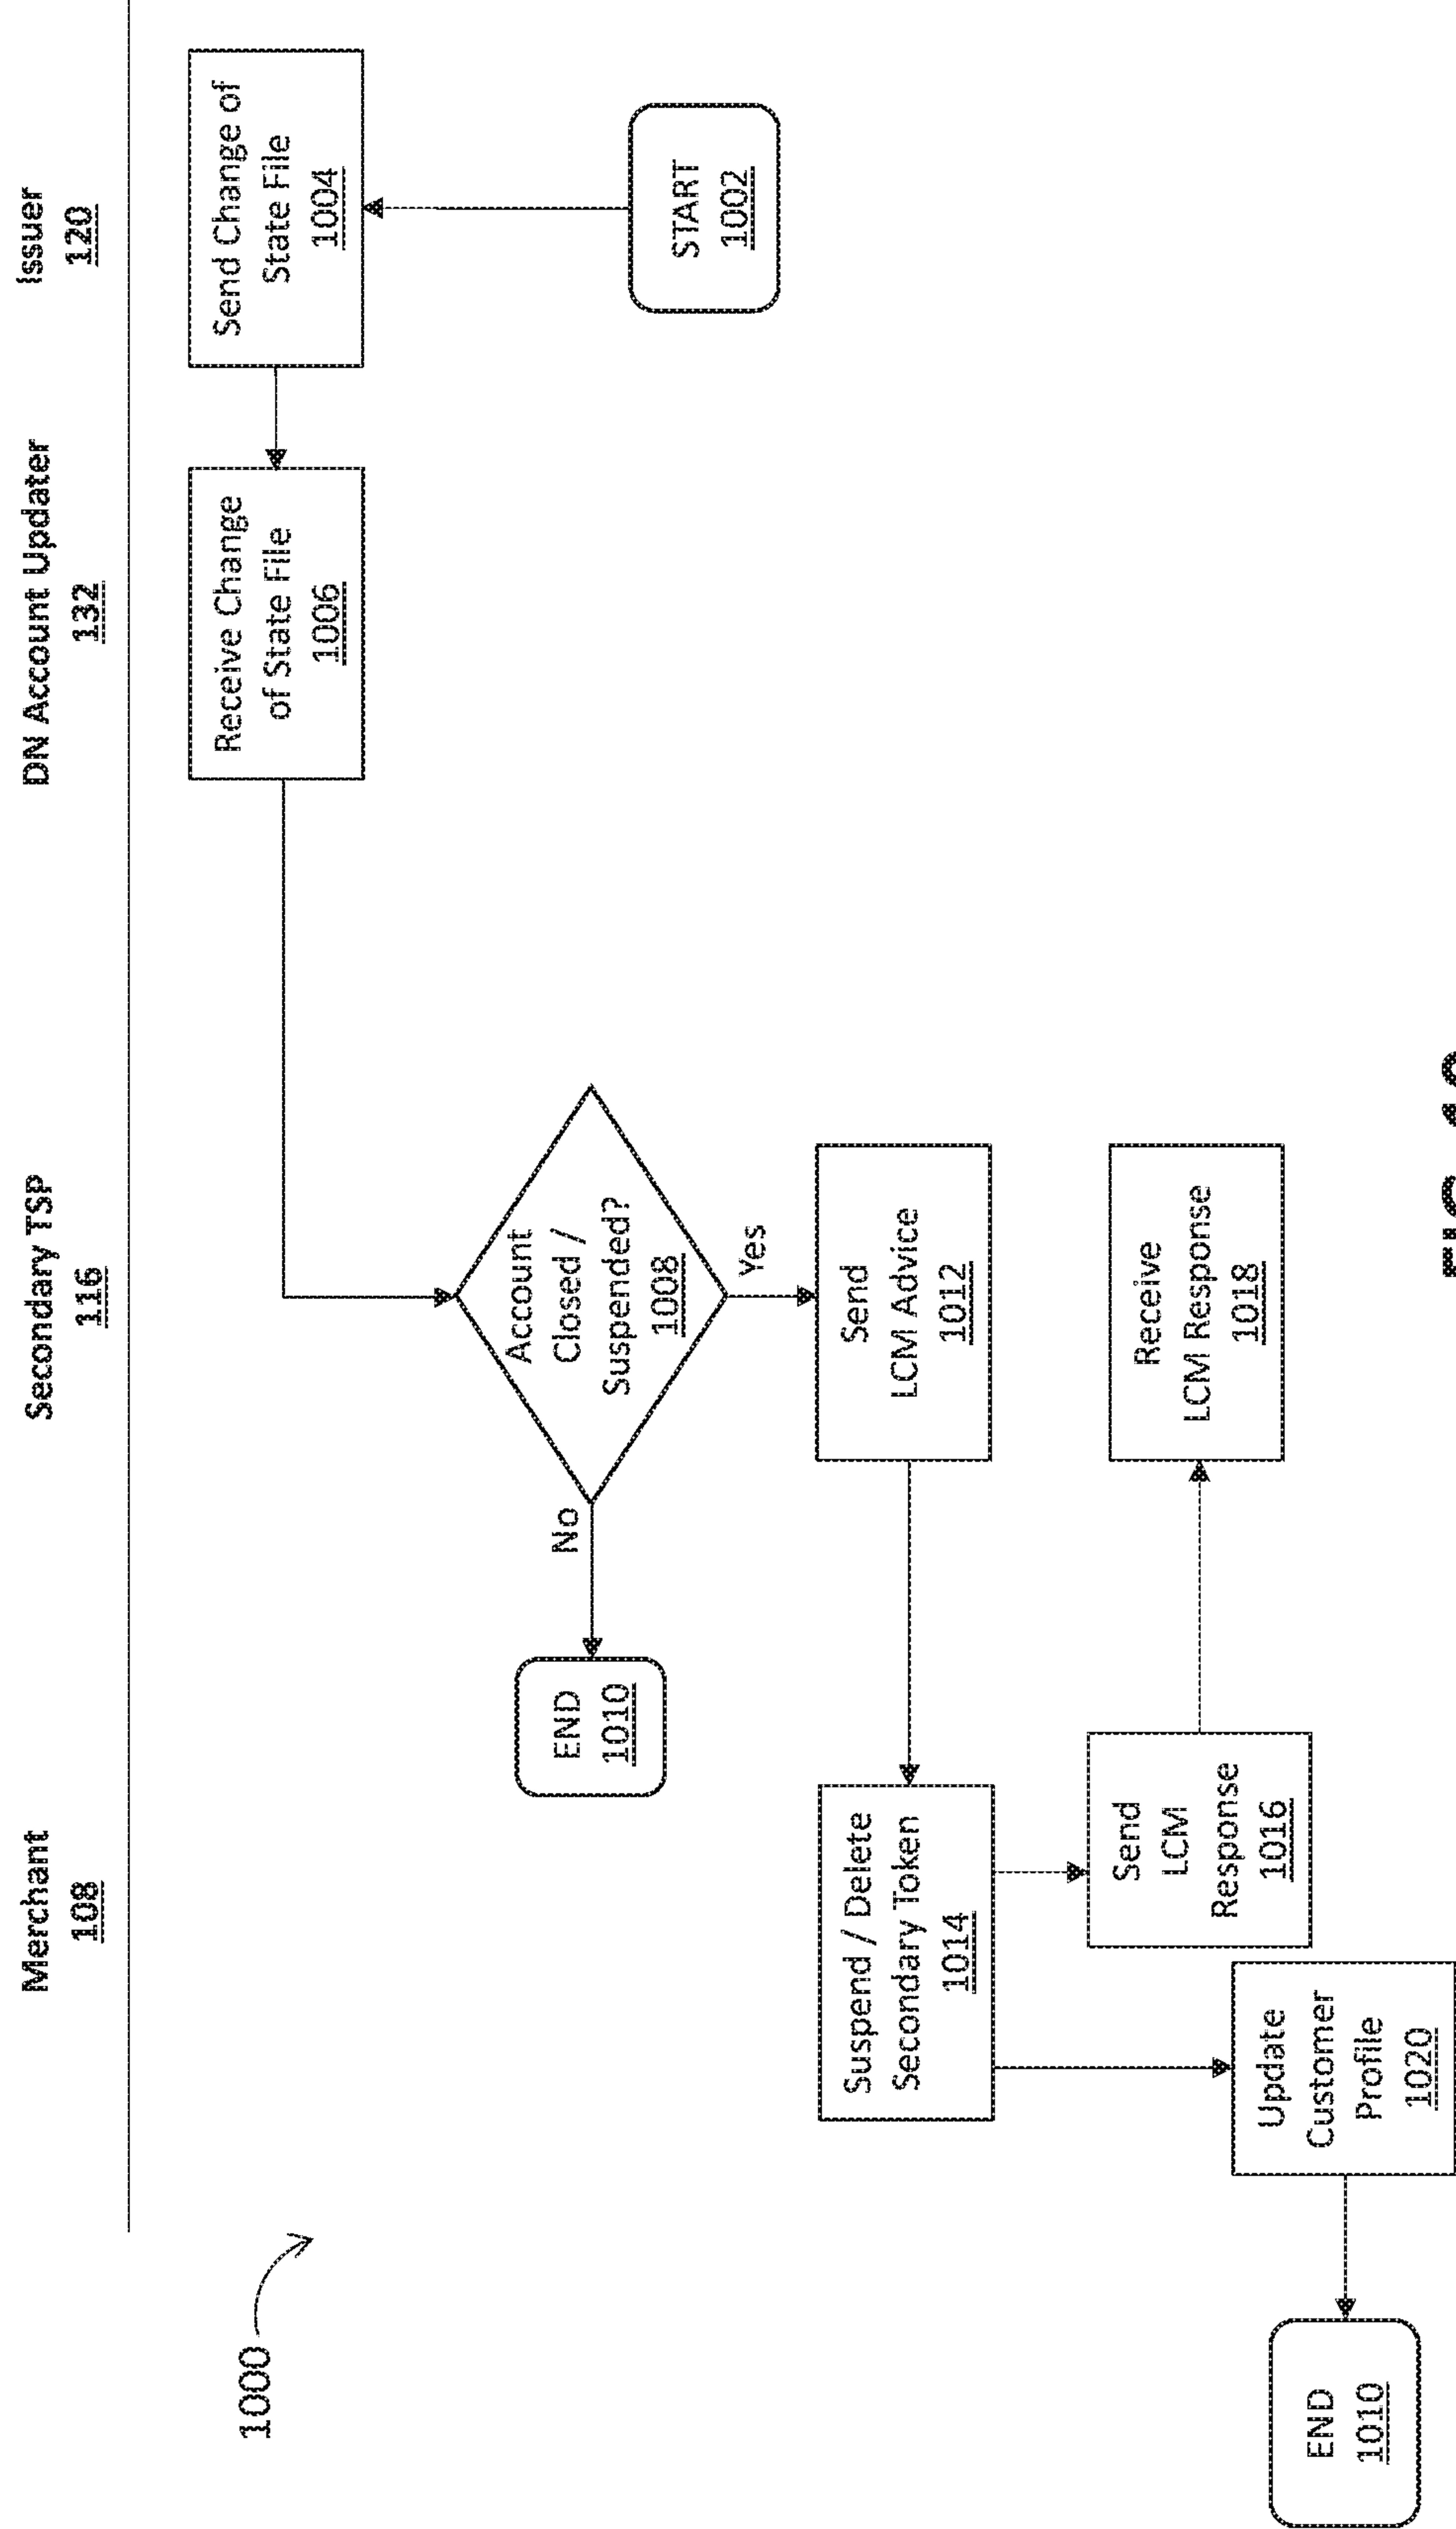 1000
Merchant
108
Secondary TSP
116
DN Account Updater
132
Issuer
120
Send Change of
State File
1004
START
1002
Receive Change
of State File
1006
Account
Closed /
Suspended?
1008
No
END
1010
Yes
Send
LCM Advice
1012
Suspend / Delete
Secondary Token
1014
Send
LCM
Response
1016
Receive
LCM Response
1018
Update
Customer
Profile
1020
END
1010